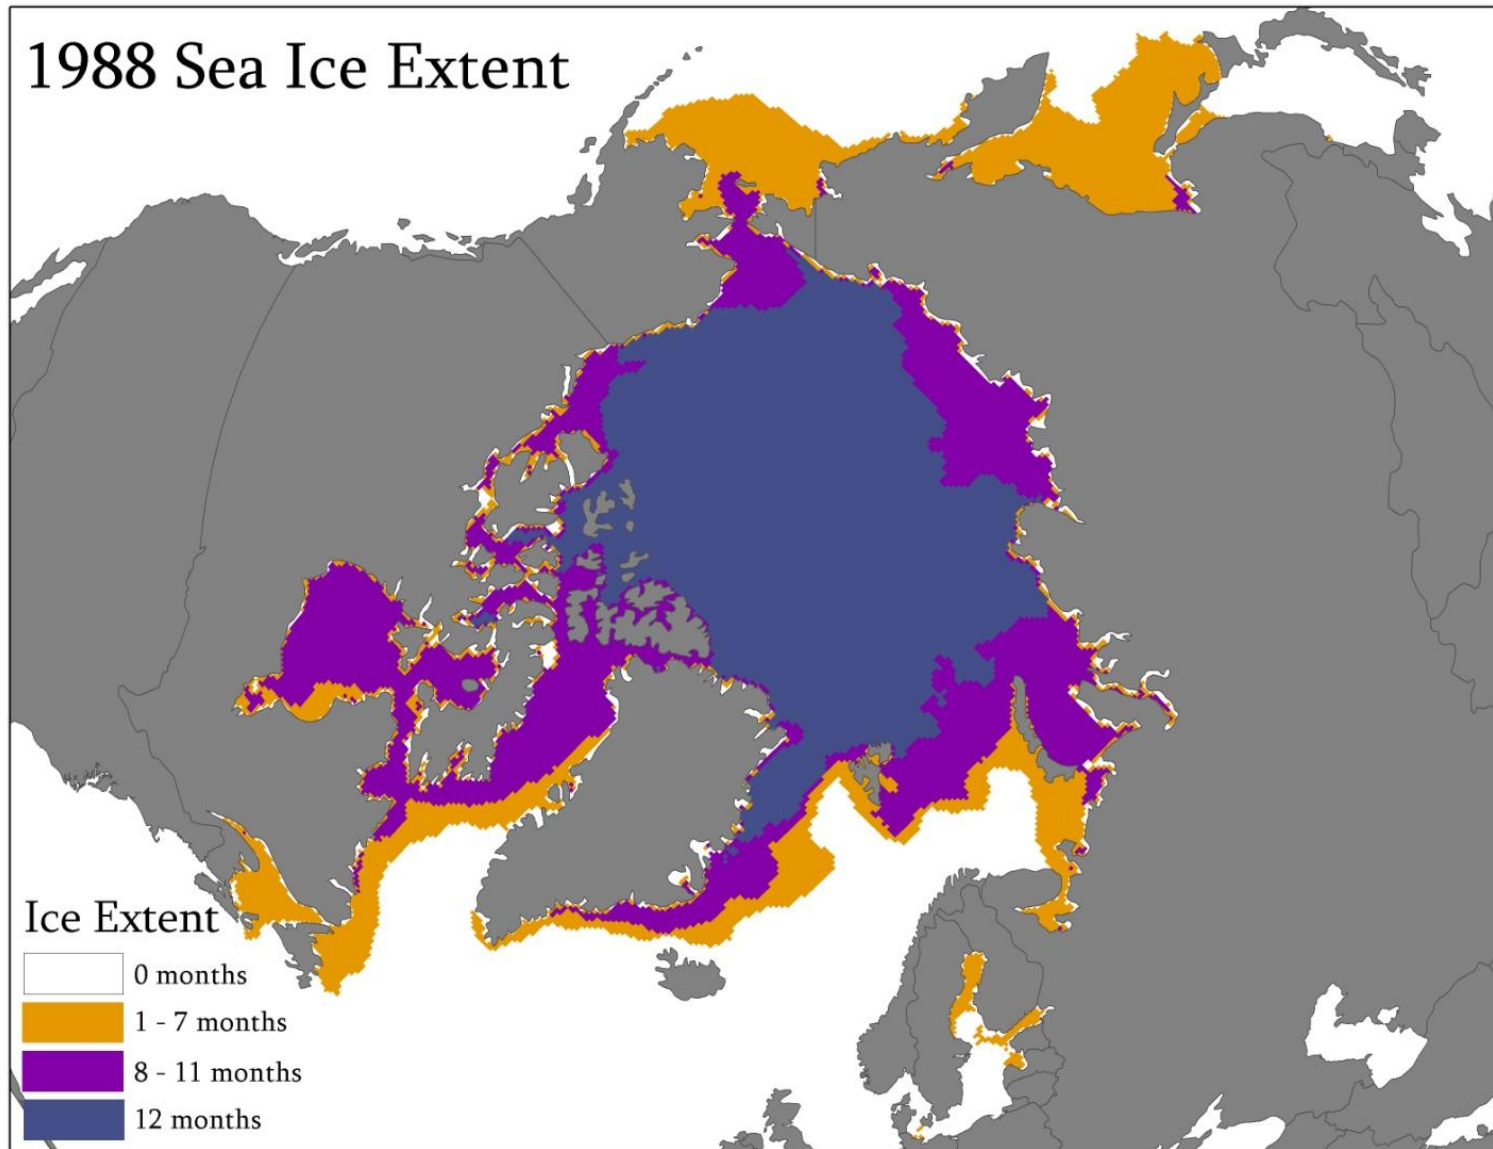 1988 Sea Ice Extent
Ice Extent
0 months
1 - 7 months
8 - 11 months
12 months